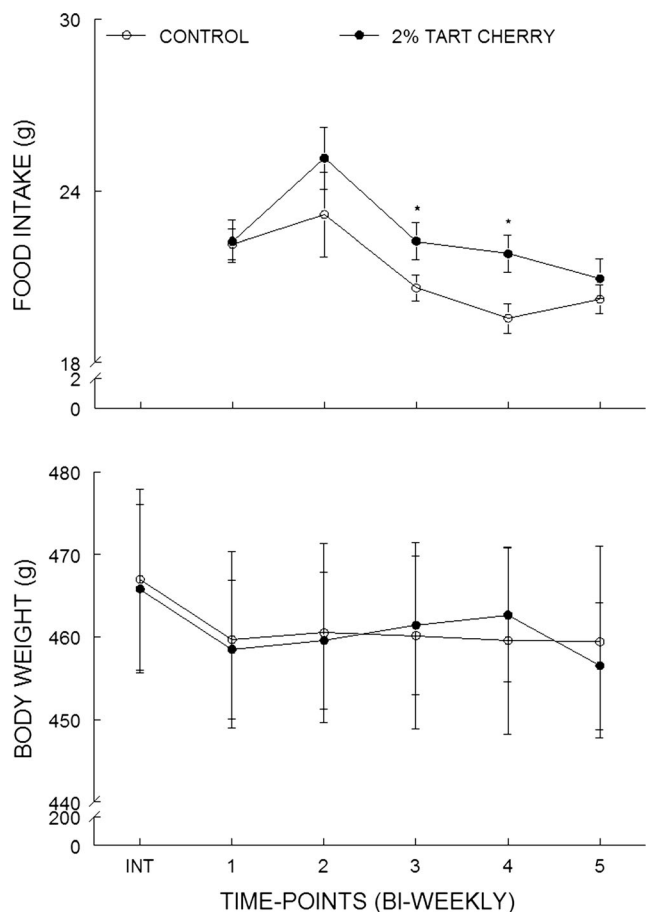 30
CONTROL 2% TART CHERRY
FOOD INTAKE (g)
24
* *
18
2
0
480
470
BODY WEIGHT (g)
460
450
440
200
0
INT 1 2 3 4 5
TIME-POINTS (BI-WEEKLY)